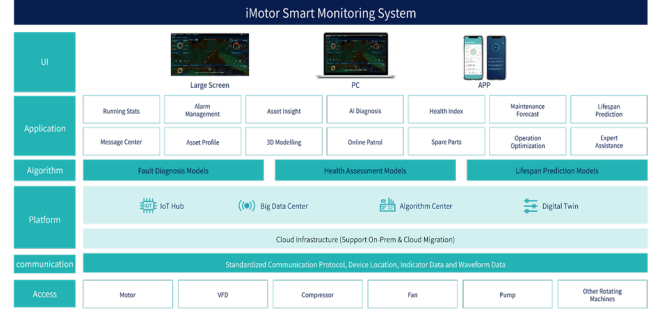 iMotor Smart Monitoring System
UI
Large Screen
PC
APP
Application
Running Stats
Alarm
Management
Asset Insight
AI Diagnosis
Health Index
Maintenance
Forecast
Lifespan
Prediction
Message Center
Asset Profile
3D Modelling
Online Patrol
Spare Parts
Operation
Optimization
Expert
Assistance
Algorithm
Fault Diagnosis Models
Health Assessment Models
Lifespan Prediction Models
Platform
IOT
IoT Hub
Big Data Center
Algorithm Center
Digital Twin
Cloud Infrastructure (Support On-Prem & Cloud Migration)
communication
Standardized Communication Protocol, Device Location, Indicator Data and Waveform Data
Access
Motor
VFD
Compressor
Fan
Pump
Other Rotating
Machines